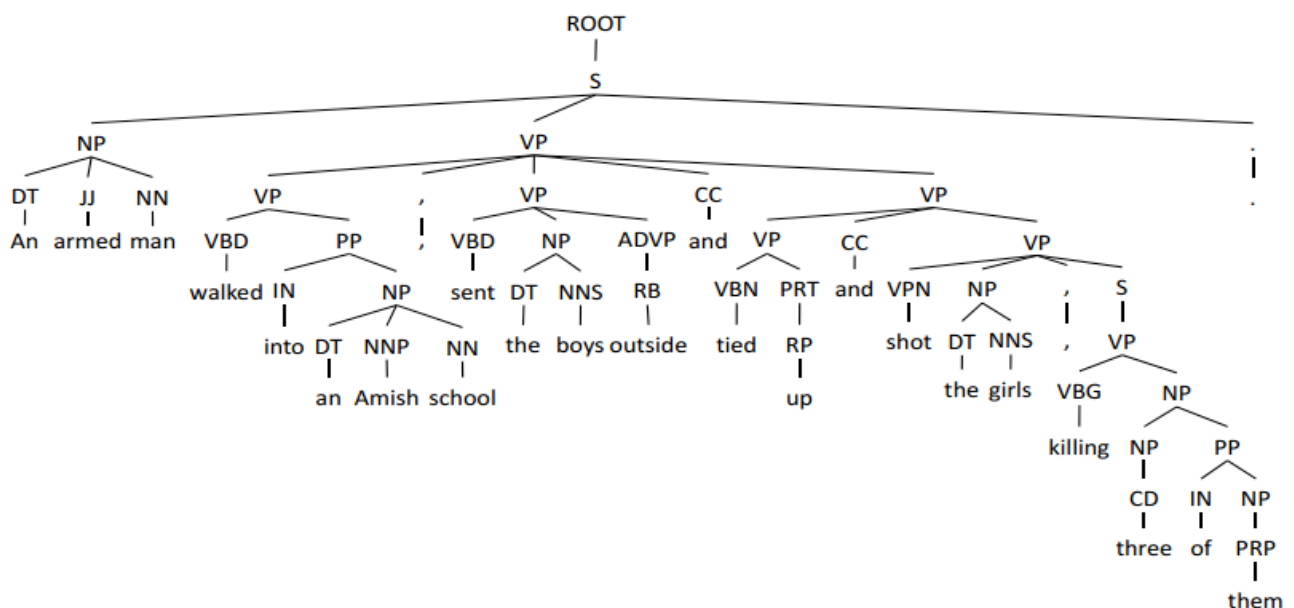 ROOT
S
NP VP .
DT JJ NN VP , VP CC VP .
An armed man VBD PP , VBD NP ADVP and VP CC VP
walked IN NP sent DT NNS RB VBN PRT and VPN NP , S
into DT NNP NN the boys outside tied RP shot DT NNS , VP
an Amish school up the girls VBG NP
killing NP PP
CD IN NP
three of PRP
them